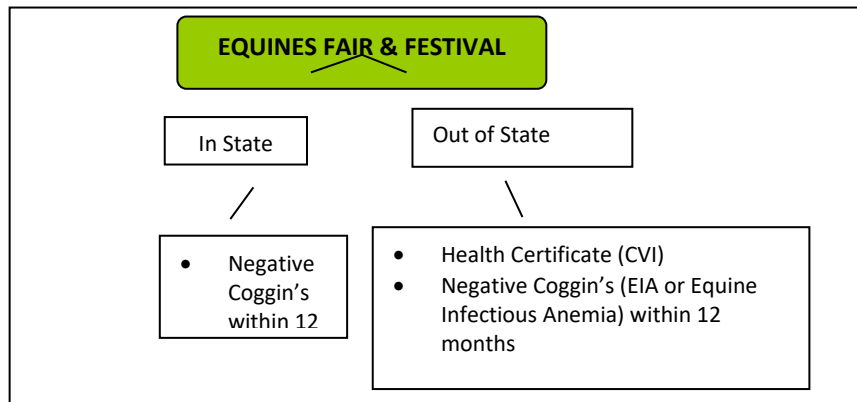 EQUINES FAIR & FESTIVAL
In State
Out of State
• Negative
Coggin’s
within 12
• Health Certificate (CVI)
• Negative Coggin’s (EIA or Equine
Infectious Anemia) within 12
months